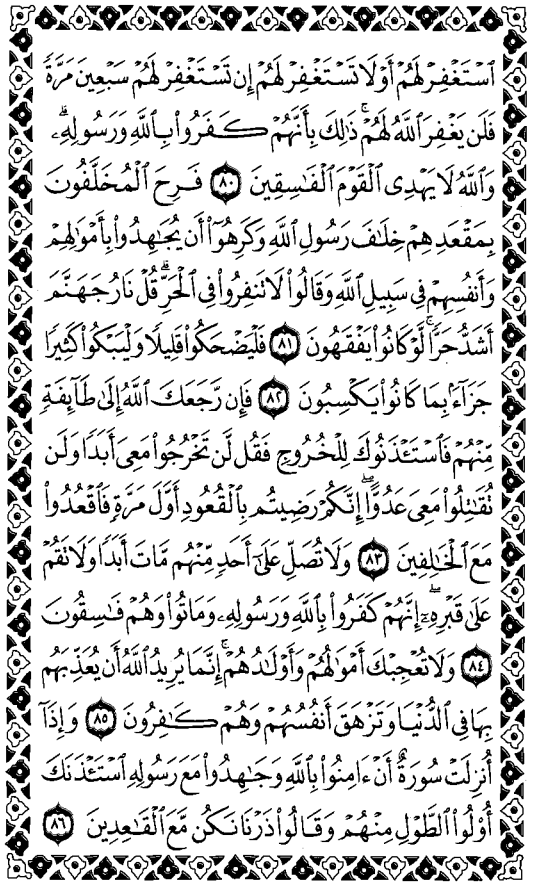 ٱسۡتَغۡفِرۡ لَهُمۡ أَوۡ لَا تَسۡتَغۡفِرۡ لَهُمۡ إِن تَسۡتَغۡفِرۡ لَهُمۡ سَبۡعِينَ مَرَّةٗ
فَلَن يَغۡفِرَ ٱللَّهُ لَهُمۡۚ ذَٰلِكَ بِأَنَّهُمۡ كَفَرُواْ بِٱللَّهِ وَرَسُولِهِۦۗ
وَٱللَّهُ لَا يَهۡدِي ٱلۡقَوۡمَ ٱلۡفَٰسِقِينَ ٨٠ فَرِحَ ٱلۡمُخَلَّفُونَ
بِمَقۡعَدِهِمۡ خِلَٰفَ رَسُولِ ٱللَّهِ وَكَرِهُوٓاْ أَن يُجَٰهِدُواْ بِأَمۡوَٰلِهِمۡ
وَأَنفُسِهِمۡ فِي سَبِيلِ ٱللَّهِ وَقَالُواْ لَا تَنفِرُواْ فِي ٱلۡحَرِّۗ قُلۡ نَارُ جَهَنَّمَ
أَشَدُّ حَرّٗاۚ لَّوۡ كَانُواْ يَفۡقَهُونَ ٨١ فَلۡيَضۡحَكُواْ قَلِيلٗا وَلۡيَبۡكُواْ كَثِيرٗا
جَزَآءَۢ بِمَا كَانُواْ يَكۡسِبُونَ ٨٢ فَإِن رَّجَعَكَ ٱللَّهُ إِلَىٰ طَآئِفَةٖ
مِّنۡهُمۡ فَٱسۡتَـٔۡذَنُوكَ لِلۡخُرُوجِ فَقُل لَّن تَخۡرُجُواْ مَعِيَ أَبَدٗا وَلَن
تُقَٰتِلُواْ مَعِيَ عَدُوًّاۖ إِنَّكُمۡ رَضِيتُم بِٱلۡقُعُودِ أَوَّلَ مَرَّةٖ فَٱقۡعُدُواْ
مَعَ ٱلۡخَٰلِفِينَ ٨٣ وَلَا تُصَلِّ عَلَىٰٓ أَحَدٖ مِّنۡهُم مَّاتَ أَبَدٗا وَلَا تَقُمۡ
عَلَىٰ قَبۡرِهِۦٓۖ إِنَّهُمۡ كَفَرُواْ بِٱللَّهِ وَرَسُولِهِۦ وَمَاتُواْ وَهُمۡ فَٰسِقُونَ
٨٤ وَلَا تُعۡجِبۡكَ أَمۡوَٰلُهُمۡ وَأَوۡلَٰدُهُمۡۚ إِنَّمَا يُرِيدُ ٱللَّهُ أَن يُعَذِّبَهُم
بِهَا فِي ٱلدُّنۡيَا وَتَزۡهَقَ أَنفُسُهُمۡ وَهُمۡ كَٰفِرُونَ ٨٥ وَإِذَآ
أُنزِلَتۡ سُورَةٌ أَنۡ ءَامِنُواْ بِٱللَّهِ وَجَٰهِدُواْ مَعَ رَسُولِهِ ٱسۡتَـٔۡذَنَكَ
أُوْلُواْ ٱلطَّوۡلِ مِنۡهُمۡ وَقَالُواْ ذَرۡنَا نَكُن مَّعَ ٱلۡقَٰعِدِينَ ٨٦